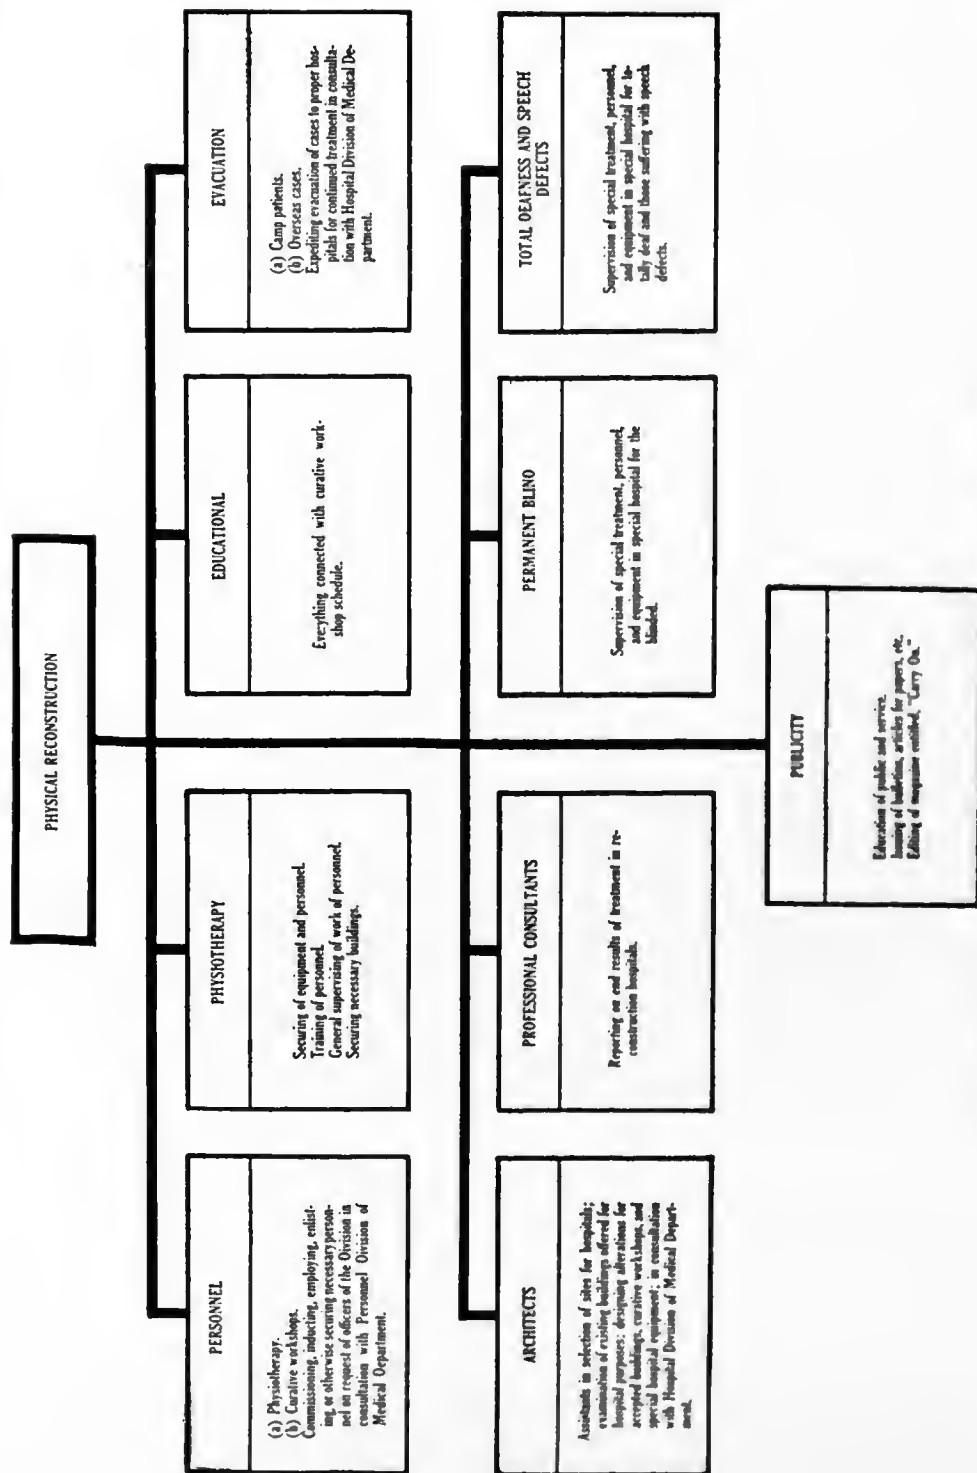 PHYSICAL RECONSTRUCTION
PERSONNEL
(a) Physiotherapy.
(b) Curative workshops.
Commissioning, inducting, employing, enlist-
ing, or otherwise securing necessary person-
nel on request of officers of the Division in
consultation with Personnel Division of
Medical Department.
PHYSIOTHERAPY
Securing of equipment and personnel.
Training of personnel.
General supervising of work of personnel.
Securing necessary buildings.
EDUCATIONAL
Everything connected with curative work-
shop schedule.
EVACUATION
(a) Camp patients.
(b) Overseas cases.
Expediting evacuation of cases to proper hos-
pitals for continued treatment in consulta-
tion with Hospital Division of Medical De-
partment.
ARCHITECTS
Assistants in selection of sites for hospitals;
examination of existing buildings offered for
hospital purposes; designing alterations for
accepted buildings, curative workshops, and
special hospital equipment; in consultation
with Hospital Division of Medical Depart-
ment.
PROFESSIONAL CONSULTANTS
Reporting on end results of treatment in re-
construction hospitals.
PERMANENT BLIND
Supervision of special treatment, personnel,
and equipment in special hospital for the
blinded.
TOTAL DEAFNESS AND SPEECH
DEFECTS
Supervision of special treatment, personnel,
and equipment in special hospital for to-
tally deaf and those suffering with speech
defects.
PUBLICITY
Education of public and service.
Issuing of bulletins, articles for papers, etc.
Editing of magazine entitled, "Carry On."